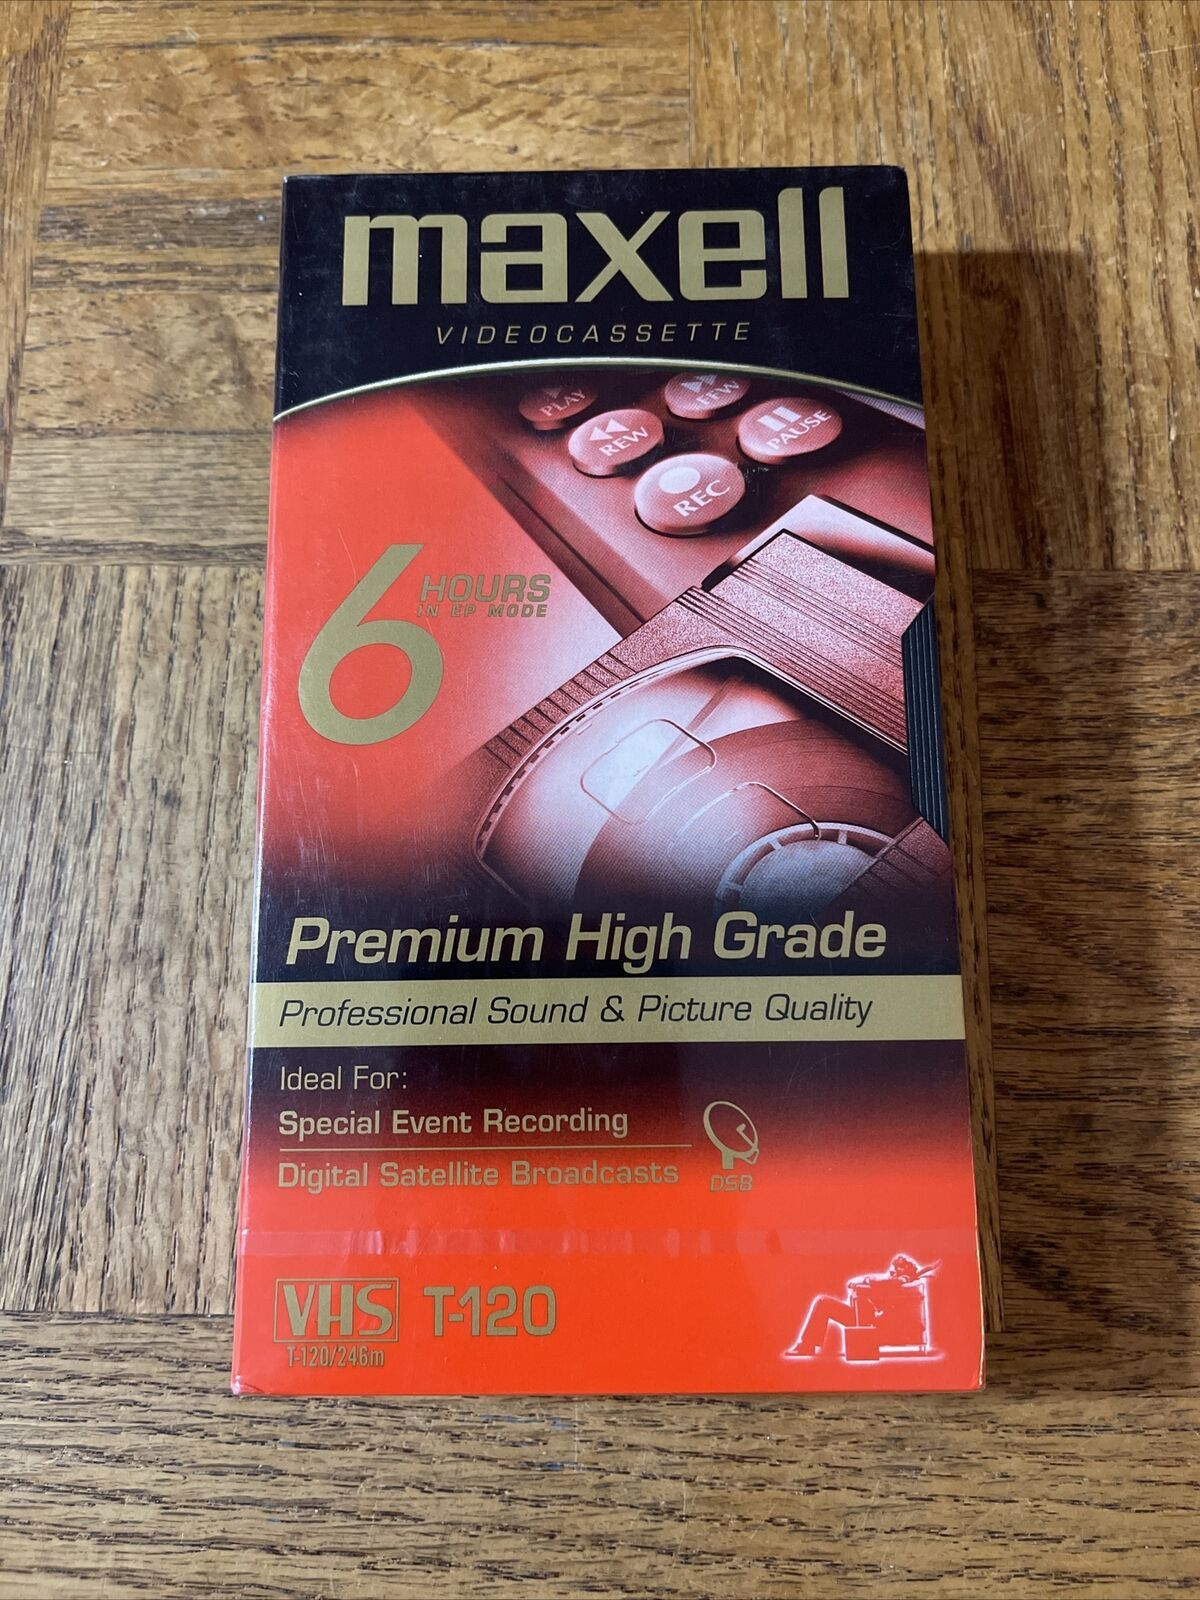 maxell
VIDEOCASSETTE
PLAY
FFW
REW
PAUSE
REC
6 HOURS
IN EP MODE
Premium High Grade
Professional Sound & Picture Quality
Ideal For:
Special Event Recording
Digital Satellite Broadcasts
DSB
VHS T-120
T-120/246m